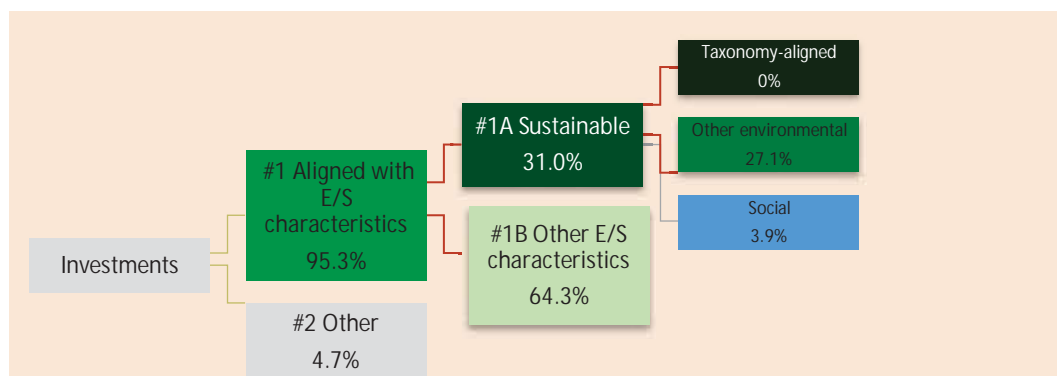 Investments
#1 Aligned with
E/S
characteristics
95.3%
#2 Other
4.7%
#1A Sustainable
31.0%
#1B Other E/S
characteristics
64.3%
Taxonomy-aligned
0%
Other environmental
27.1%
Social
3.9%